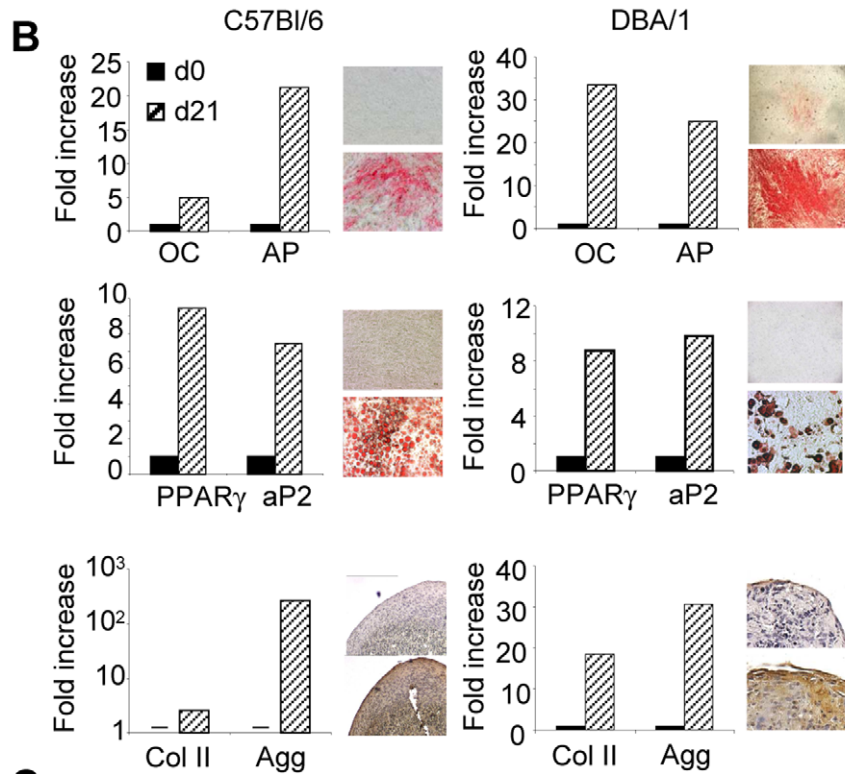 B
C57Bl/6
DBA/1
Fold increase
25
20
15
10
5
0
d0
d21
OC AP
Fold increase
40
30
20
10
0
OC AP
Fold increase
10
8
6
4
2
0
PPARγ aP2
Fold increase
12
8
4
0
PPARγ aP2
Fold increase
10³
10²
10
1
Col II Agg
Fold increase
40
30
20
10
0
Col II Agg